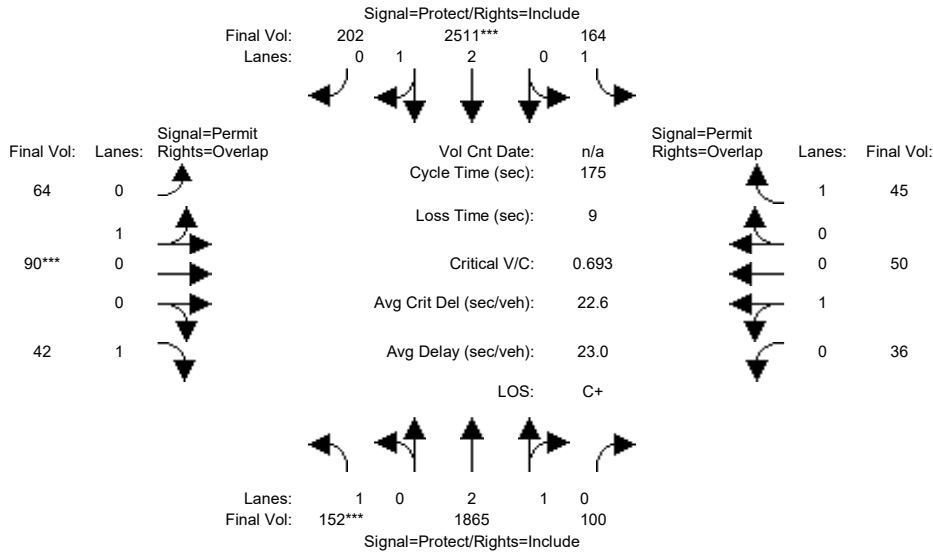 Signal=Protect/Rights=Include
Final Vol: 202 2511*** 164
Lanes: 0 1 2 0 1
Signal=Permit Signal=Permit
Final Vol: Lanes: Rights=Overlap Vol Cnt Date: n/a Rights=Overlap Lanes: Final Vol:
Cycle Time (sec): 175
64 0 1 45
Loss Time (sec): 9
1 0
90*** 0 Critical V/C: 0.693 0 50
0 Avg Crit Del (sec/veh): 22.6 1
42 1 Avg Delay (sec/veh): 23.0 0 36
LOS: C+
Lanes: 1 0 2 1 0
Final Vol: 152*** 1865 100
Signal=Protect/Rights=Include